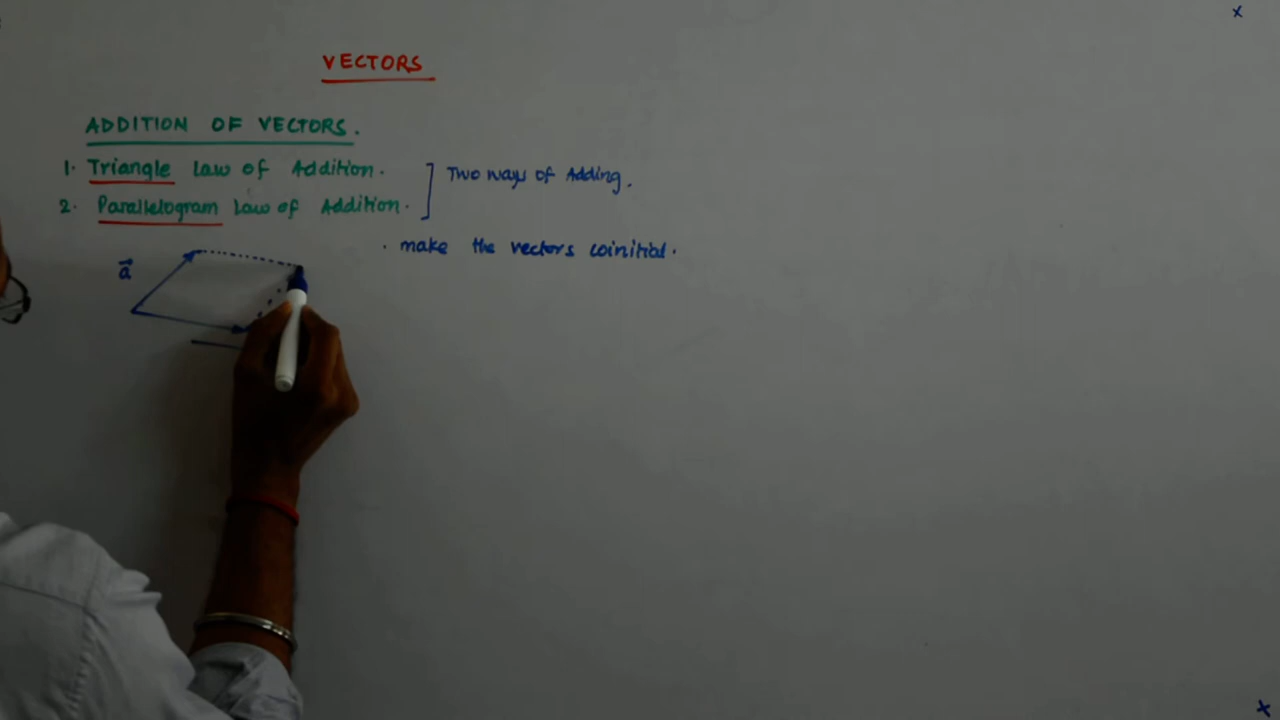 x
VECTORS
ADDITION OF VECTORS.
1. Triangle Law of Addition.
2. Parallelogram Law of Addition.
] Two ways of Adding.
. make the vectors coinitial.
a⃗
x